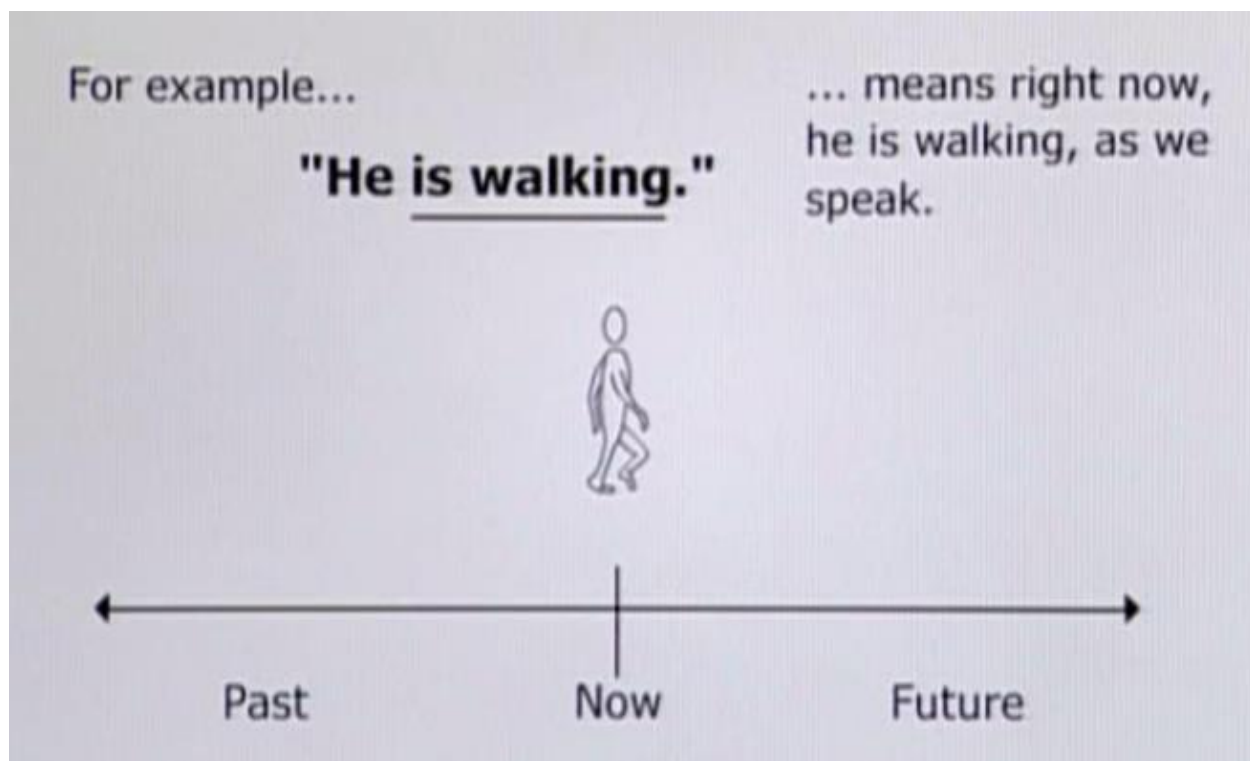 For example...
"He is walking."
... means right now,
he is walking, as we
speak.
Past Now Future